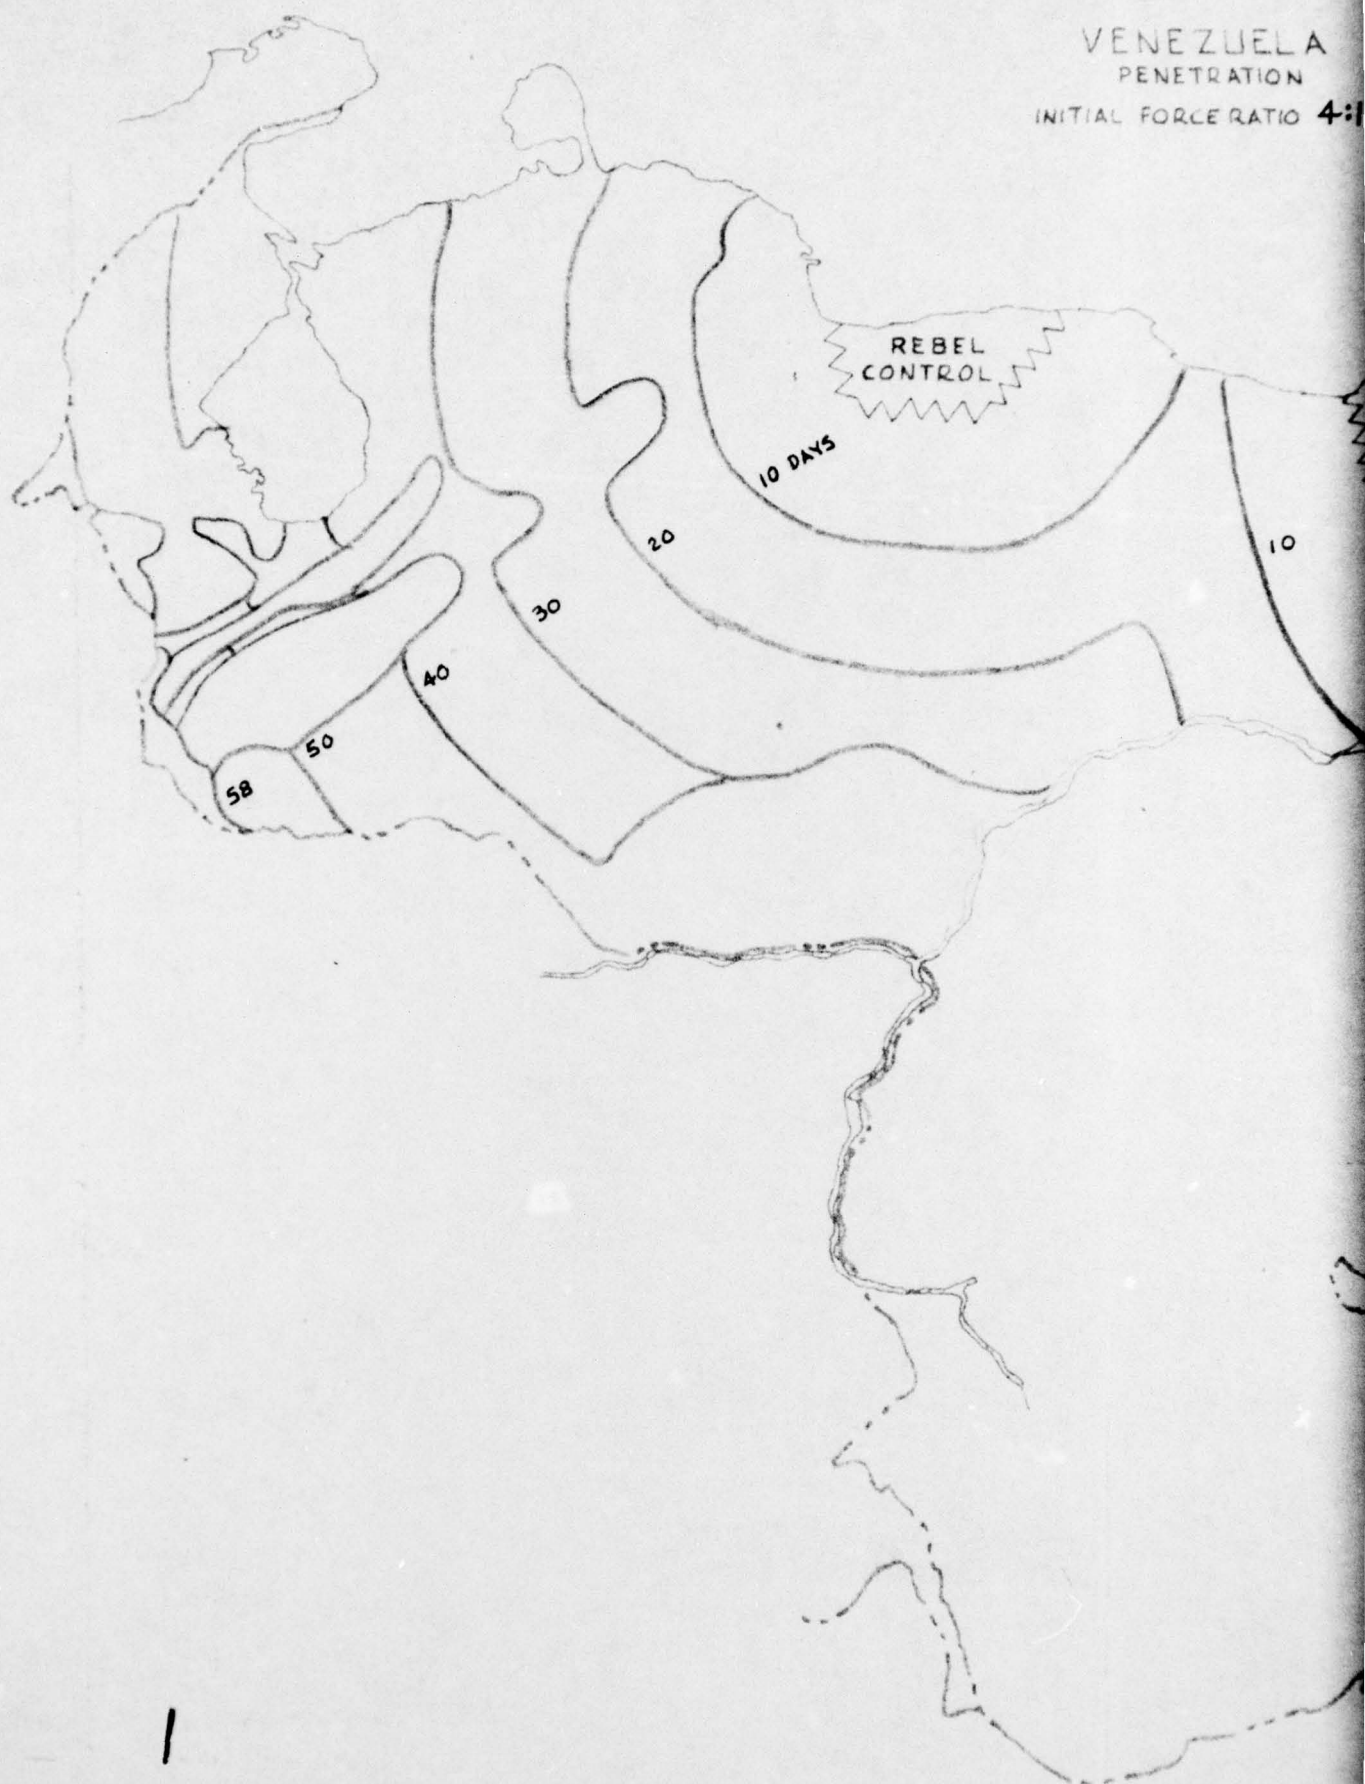 VENEZUELA
PENETRATION
INITIAL FORCE RATIO 4:1
REBEL
CONTROL
10 DAYS
20
10
30
40
50
58
1